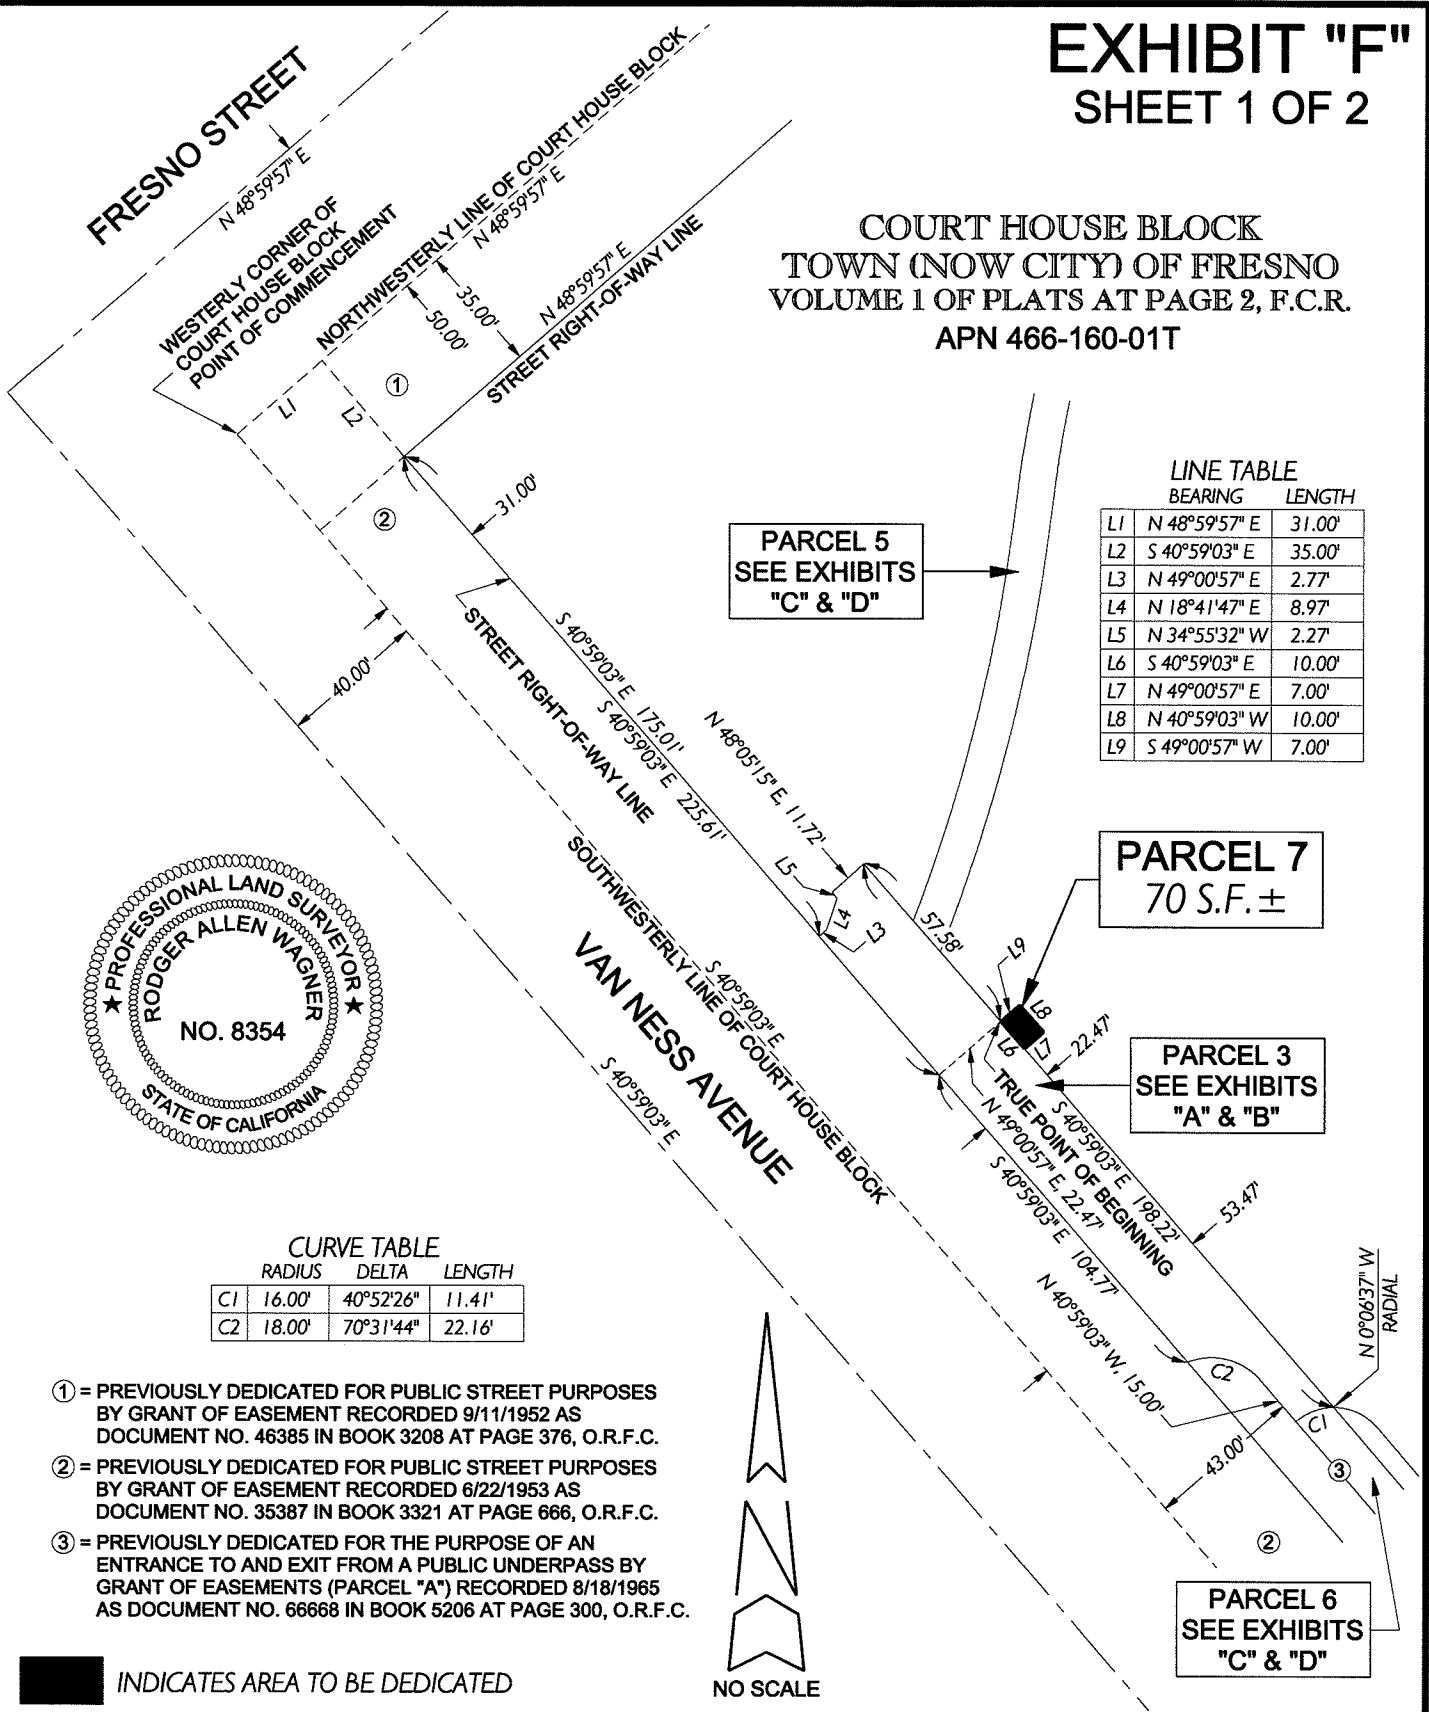 EXHIBIT "F"
SHEET 1 OF 2
FRESNO STREET
N 48°59'57" E
WESTERLY CORNER OF
COURT HOUSE BLOCK
POINT OF COMMENCEMENT
NORTHWESTERLY LINE OF COURT HOUSE BLOCK
N 48°59'57" E
35.00'
50.00'
N 48°59'57" E
STREET RIGHT-OF-WAY LINE
COURT HOUSE BLOCK
TOWN (NOW CITY) OF FRESNO
VOLUME 1 OF PLATS AT PAGE 2, F.C.R.
APN 466-160-01T
L1
L2
①
②
31.00'
40.00'
LINE TABLE
BEARING LENGTH
L1 N 48°59'57" E 31.00'
L2 S 40°59'03" E 35.00'
L3 N 49°00'57" E 2.77'
L4 N 18°41'47" E 8.97'
L5 N 34°55'32" W 2.27'
L6 S 40°59'03" E 10.00'
L7 N 49°00'57" E 7.00'
L8 N 40°59'03" W 10.00'
L9 S 49°00'57" W 7.00'
PARCEL 5
SEE EXHIBITS
"C" & "D"
STREET RIGHT-OF-WAY LINE
S 40°59'03" E 175.01'
S 40°59'03" E 225.61'
N 48°05'15" E, 11.72'
L5
L4
L3
57.58'
L9
L8
L6
L7
22.47'
PARCEL 7
70 S.F. ±
PARCEL 3
SEE EXHIBITS
"A" & "B"
SOUTHWESTERLY LINE OF COURT HOUSE BLOCK
S 40°59'03" E
VAN NESS AVENUE
S 40°59'03" E
TRUE POINT OF BEGINNING
N 49°00'57" E, 22.47'
S 40°59'03" E 198.22'
S 40°59'03" E 104.77'
53.47'
N 40°59'03" W, 15.00'
N 0°06'37" W
RADIAL
C2
C1
43.00'
③
②
PARCEL 6
SEE EXHIBITS
"C" & "D"
★ PROFESSIONAL LAND SURVEYOR ★
RODGER ALLEN WAGNER
NO. 8354
STATE OF CALIFORNIA
CURVE TABLE
RADIUS DELTA LENGTH
C1 16.00' 40°52'26" 11.41'
C2 18.00' 70°31'44" 22.16'
① = PREVIOUSLY DEDICATED FOR PUBLIC STREET PURPOSES
BY GRANT OF EASEMENT RECORDED 9/11/1952 AS
DOCUMENT NO. 46385 IN BOOK 3208 AT PAGE 376, O.R.F.C.
② = PREVIOUSLY DEDICATED FOR PUBLIC STREET PURPOSES
BY GRANT OF EASEMENT RECORDED 6/22/1953 AS
DOCUMENT NO. 35387 IN BOOK 3321 AT PAGE 666, O.R.F.C.
③ = PREVIOUSLY DEDICATED FOR THE PURPOSE OF AN
ENTRANCE TO AND EXIT FROM A PUBLIC UNDERPASS BY
GRANT OF EASEMENTS (PARCEL "A") RECORDED 8/18/1965
AS DOCUMENT NO. 66668 IN BOOK 5206 AT PAGE 300, O.R.F.C.
INDICATES AREA TO BE DEDICATED
N
NO SCALE